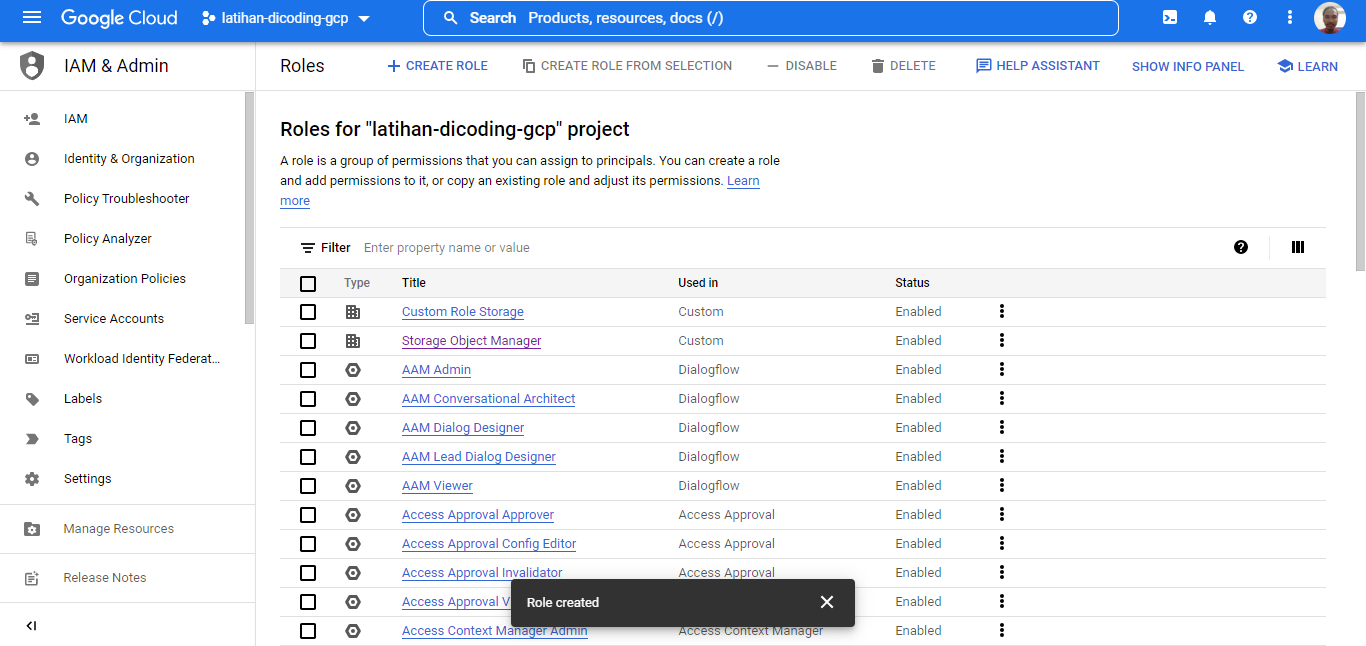 Google Cloud
latihan-dicoding-gcp
Search Products, resources, docs (/)
IAM & Admin
IAM
Identity & Organization
Policy Troubleshooter
Policy Analyzer
Organization Policies
Service Accounts
Workload Identity Federat...
Labels
Tags
Settings
Manage Resources
Release Notes
Roles
CREATE ROLE
CREATE ROLE FROM SELECTION
DISABLE
DELETE
HELP ASSISTANT
SHOW INFO PANEL
LEARN
Roles for "latihan-dicoding-gcp" project
A role is a group of permissions that you can assign to principals. You can create a role
and add permissions to it, or copy an existing role and adjust its permissions. Learn
more
Filter Enter property name or value
Type Title Used in Status
Custom Role Storage Custom Enabled
Storage Object Manager Custom Enabled
AAM Admin Dialogflow Enabled
AAM Conversational Architect Dialogflow Enabled
AAM Dialog Designer Dialogflow Enabled
AAM Lead Dialog Designer Dialogflow Enabled
AAM Viewer Dialogflow Enabled
Access Approval Approver Access Approval Enabled
Access Approval Config Editor Access Approval Enabled
Access Approval Invalidator Access Approval Enabled
Access Approval V Enabled
Role created
Access Context Manager Admin Access Context Manager Enabled